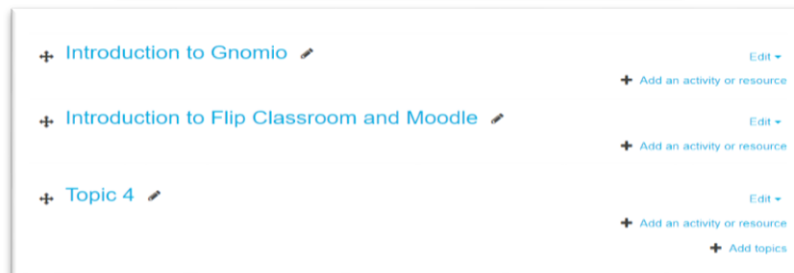 Introduction to Gnomio
Edit
Add an activity or resource
Introduction to Flip Classroom and Moodle
Edit
Add an activity or resource
Topic 4
Edit
Add an activity or resource
Add topics